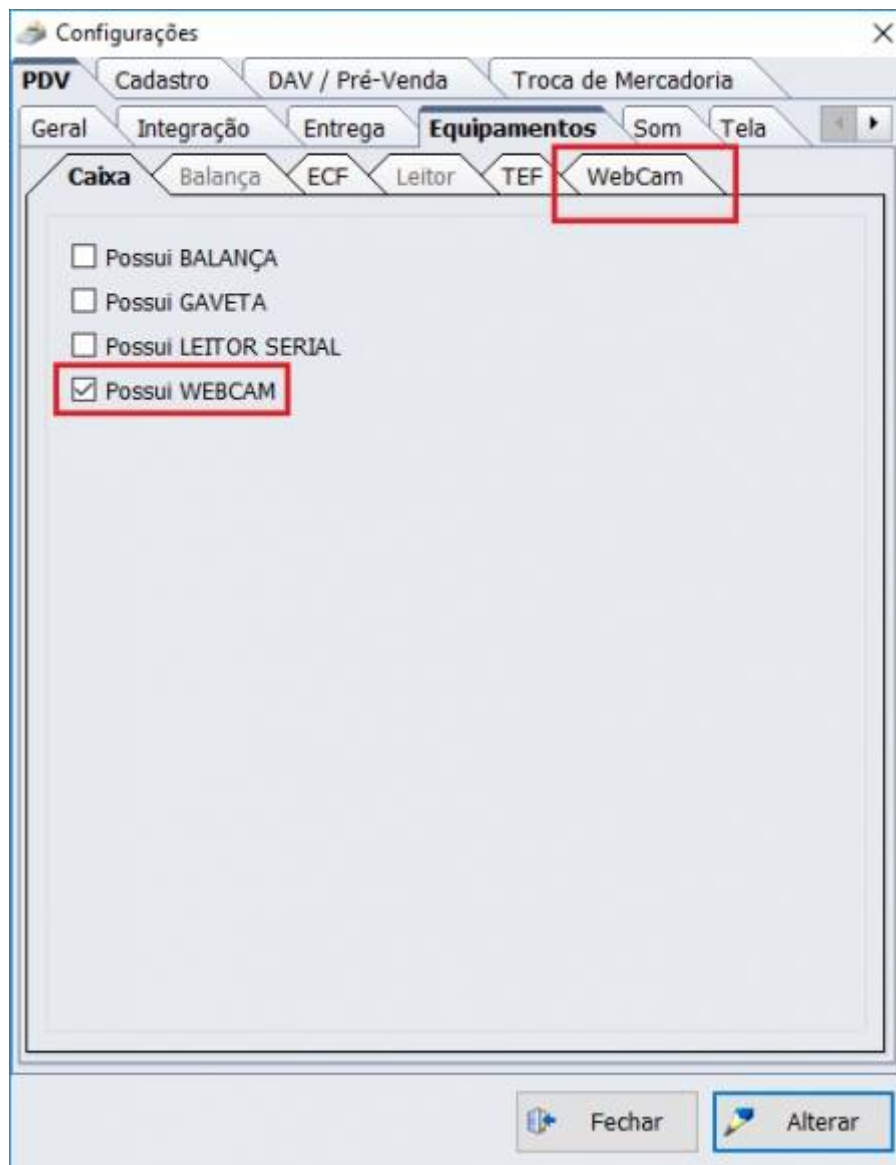 Configurações
PDV Cadastro DAV / Pré-Venda Troca de Mercadoria
Geral Integração Entrega Equipamentos Som Tela
Caixa Balança ECF Leitor TEF WebCam
Possui BALANÇA
Possui GAVETA
Possui LEITOR SERIAL
Possui WEBCAM
Fechar Alterar